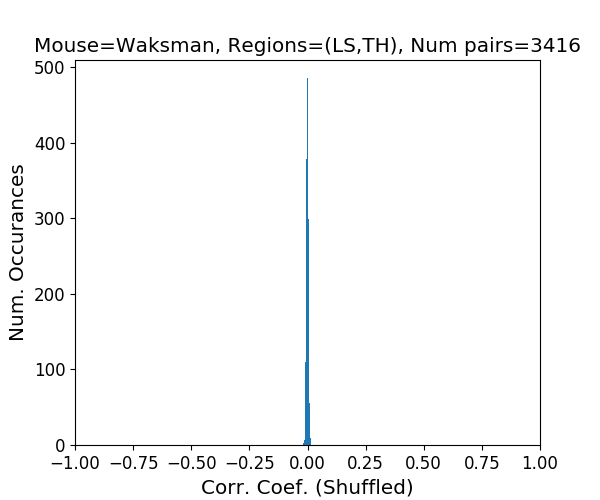 Mouse=Waksman, Regions=(LS,TH), Num pairs=3416
500
400
300
200
100
0
Num. Occurances
−1.00 −0.75 −0.50 −0.25 0.00 0.25 0.50 0.75 1.00
Corr. Coef. (Shuffled)